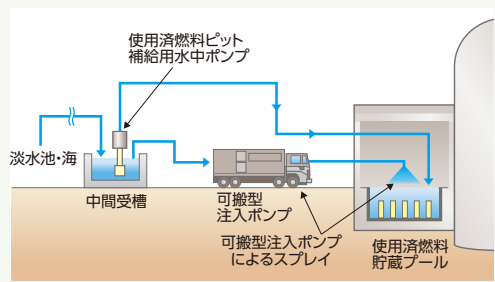 使用済燃料ピット
補給用水中ポンプ
淡水池・海
中間受槽
可搬型
注入ポンプ
可搬型注入ポンプ
によるスプレイ
使用済燃料
貯蔵プール